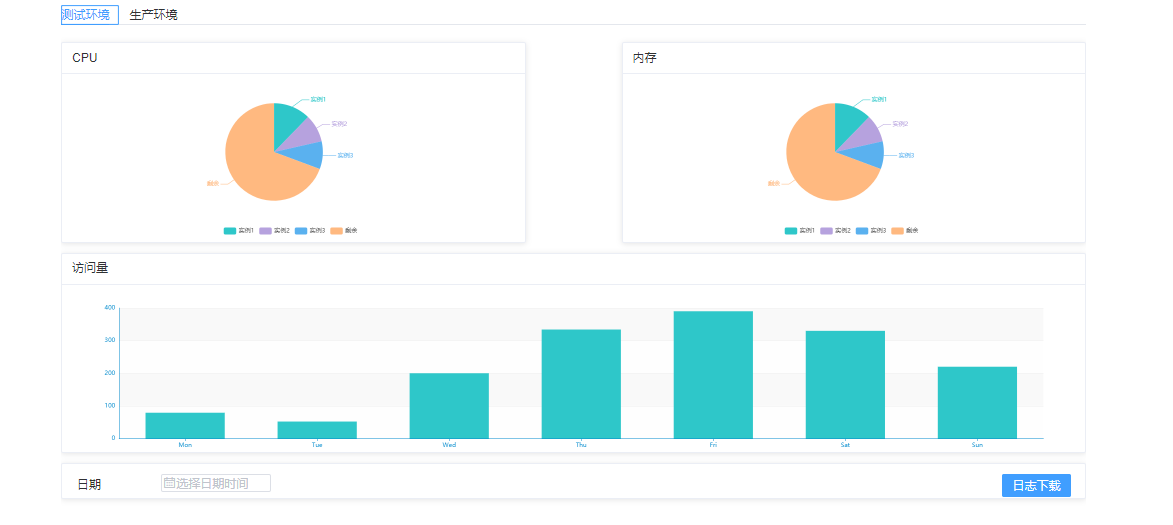 测试环境 生产环境
CPU
实例1
实例2
实例3
剩余
实例1 实例2 实例3 剩余
内存
实例1
实例2
实例3
剩余
实例1 实例2 实例3 剩余
访问量
400
300
200
100
0
Mon Tue Wed Thu Fri Sat Sun
日期 选择日期时间 日志下载